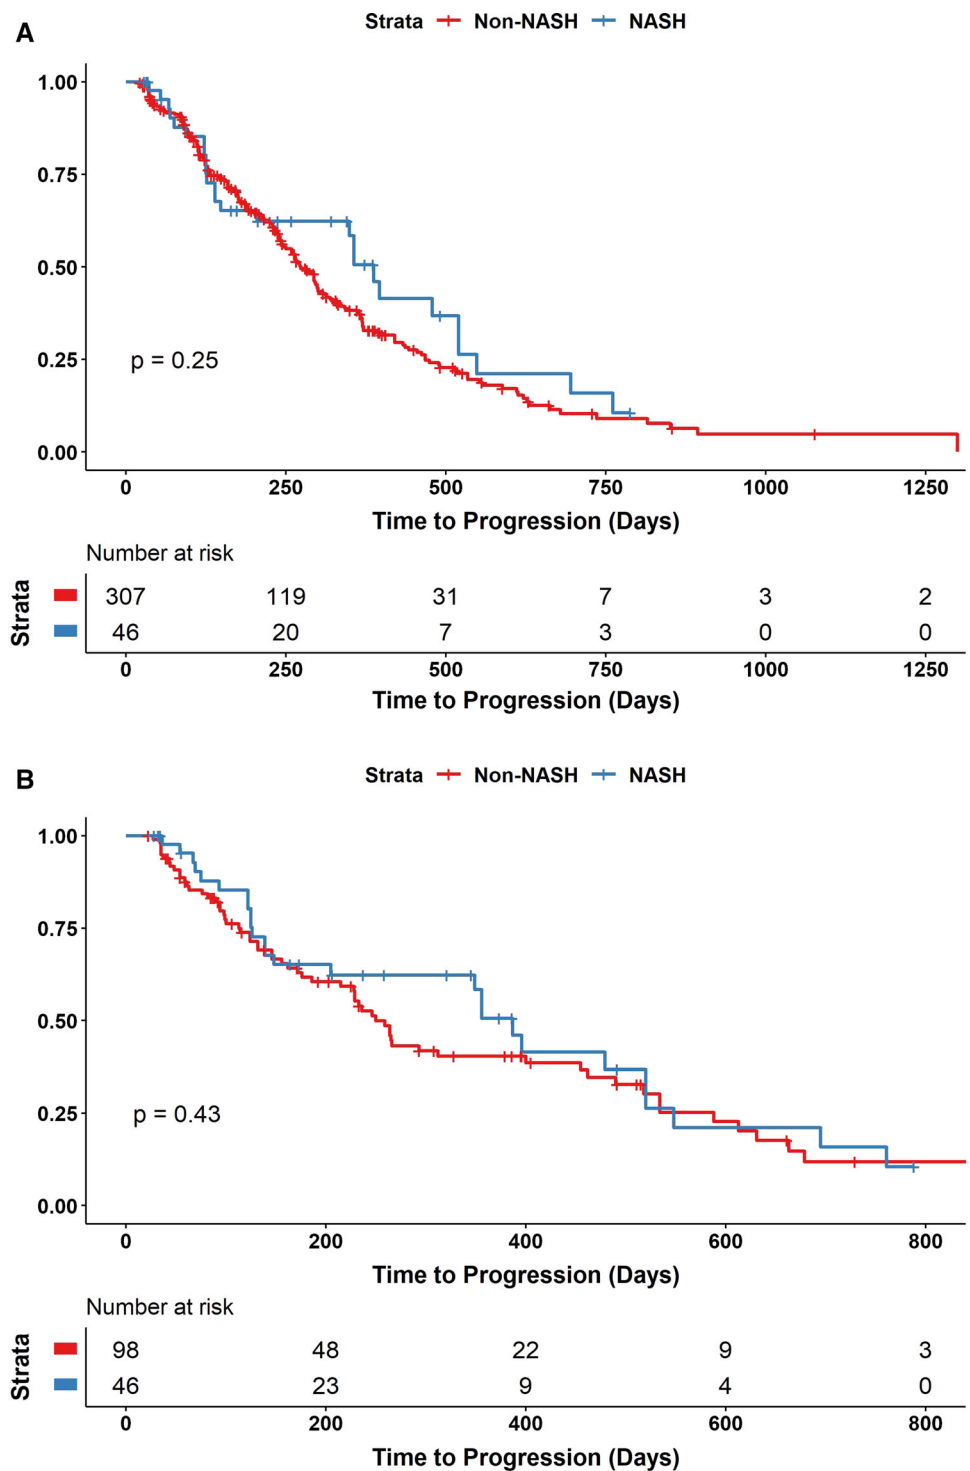 A
Strata Non-NASH NASH
1.00
0.75
0.50
0.25
0.00
p = 0.25
0 250 500 750 1000 1250
Time to Progression (Days)
Number at risk
Strata
307 119 31 7 3 2
46 20 7 3 0 0
0 250 500 750 1000 1250
Time to Progression (Days)
B
Strata Non-NASH NASH
1.00
0.75
0.50
0.25
0.00
p = 0.43
0 200 400 600 800
Time to Progression (Days)
Number at risk
Strata
98 48 22 9 3
46 23 9 4 0
0 200 400 600 800
Time to Progression (Days)